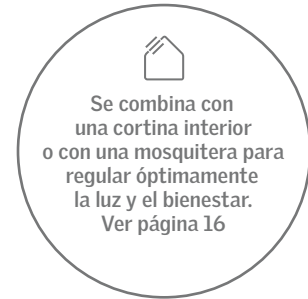 Se combina con
una cortina interior
o con una mosquitera para
regular óptimamente
la luz y el bienestar.
Ver página 16